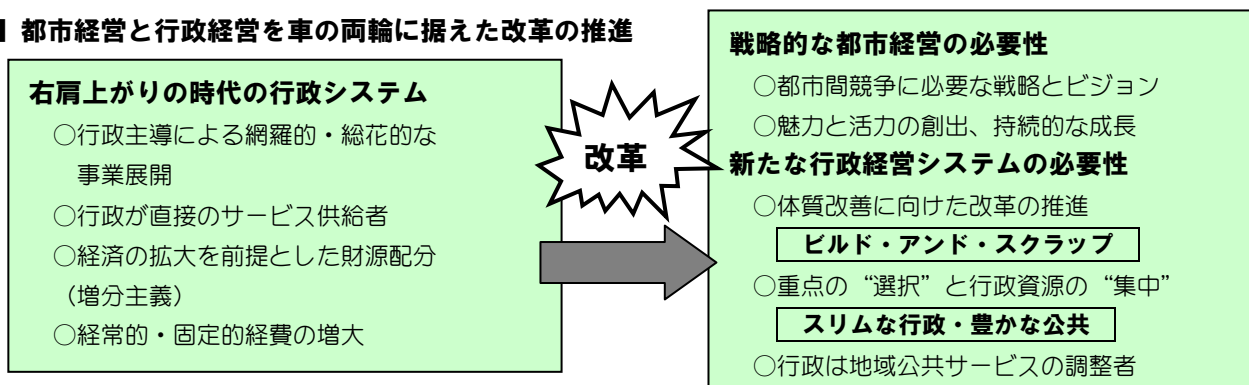 都市経営と行政経営を車の両輪に据えた改革の推進
右肩上がりの時代の行政システム
○行政主導による網羅的・総花的な
事業展開
○行政が直接のサービス供給者
○経済の拡大を前提とした財源配分
（増分主義）
○経常的・固定的経費の増大
改革
戦略的な都市経営の必要性
○都市間競争に必要な戦略とビジョン
○魅力と活力の創出、持続的な成長
新たな行政経営システムの必要性
○体質改善に向けた改革の推進
ビルド・アンド・スクラップ
○重点の“選択”と行政資源の“集中”
スリムな行政・豊かな公共
○行政は地域公共サービスの調整者